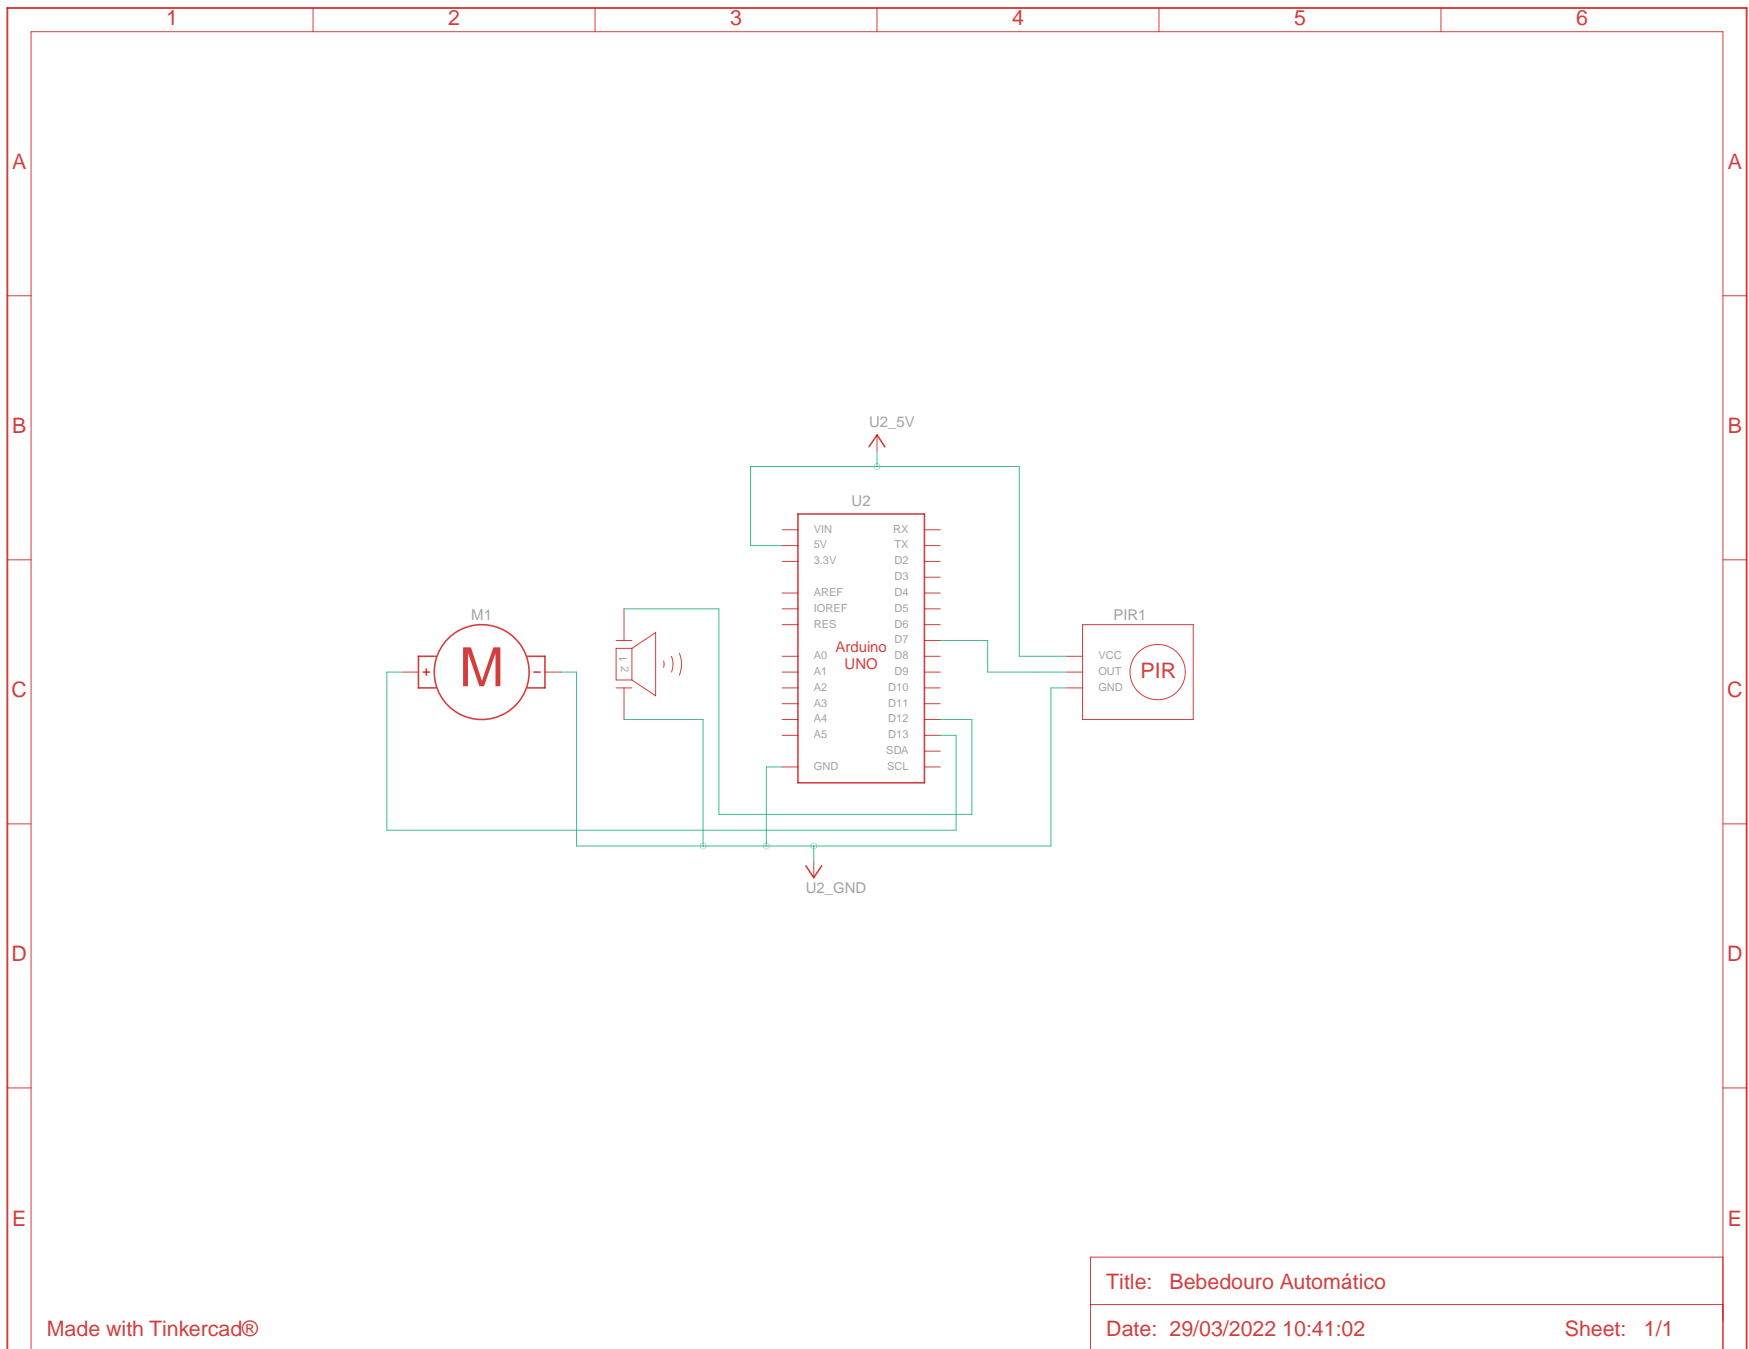 1 2 3 4 5 6
A A
B B
U2_5V
U2
VIN RX
5V TX
3.3V D2
D3
AREF D4
IOREF D5
RES D6
D7
Arduino
UNO
A0 D8
A1 D9
A2 D10
A3 D11
A4 D12
A5 D13
SDA
GND SCL
M1
+ M -
1 2
PIR1
VCC
OUT PIR
GND
C C
U2_GND
D D
E E
Title: Bebedouro Automático
Made with Tinkercad®
Date: 29/03/2022 10:41:02 Sheet: 1/1